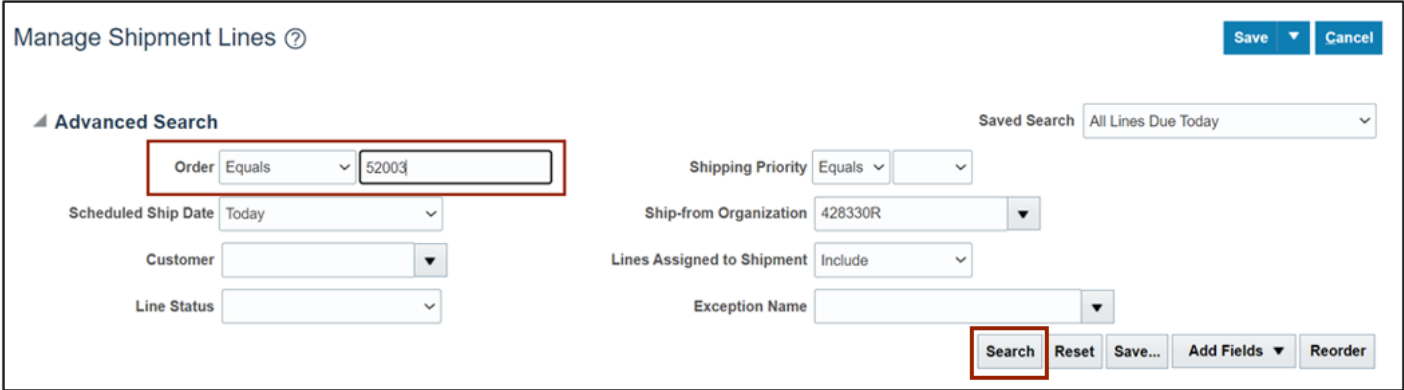 Manage Shipment Lines ?
Save Cancel
Advanced Search
Saved Search All Lines Due Today
Order Equals 52003
Shipping Priority Equals
Scheduled Ship Date Today
Ship-from Organization 428330R
Customer
Lines Assigned to Shipment Include
Line Status
Exception Name
Search Reset Save... Add Fields Reorder